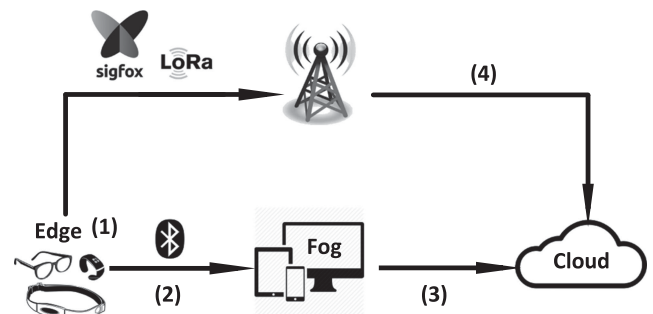 sigfox
LoRa
(4)
Edge (1)
Fog
Cloud
(2)
(3)